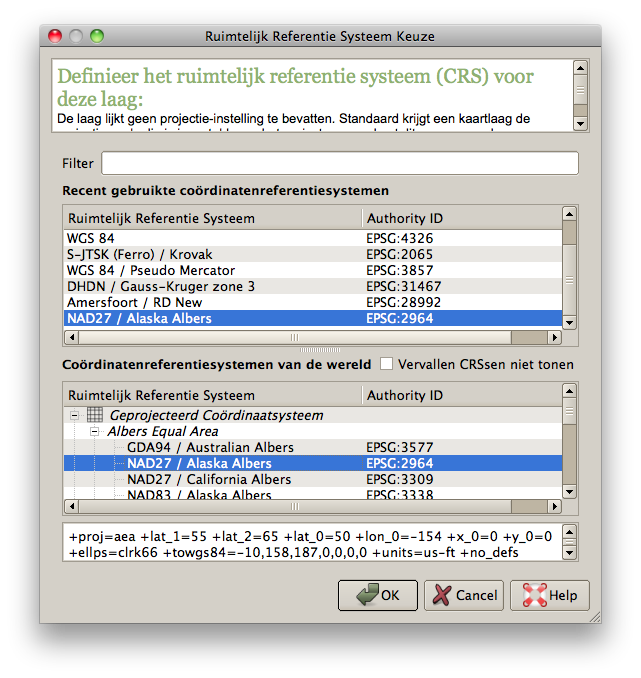 Ruimtelijk Referentie Systeem Keuze
Definieer het ruimtelijk referentie systeem (CRS) voor
deze laag:
De laag lijkt geen projectie-instelling te bevatten. Standaard krijgt een kaartlaag de
Filter
Recent gebruikte coördinatenreferentiesystemen
Ruimtelijk Referentie Systeem Authority ID
WGS 84 EPSG:4326
S-JTSK (Ferro) / Krovak EPSG:2065
WGS 84 / Pseudo Mercator EPSG:3857
DHDN / Gauss-Kruger zone 3 EPSG:31467
Amersfoort / RD New EPSG:28992
NAD27 / Alaska Albers EPSG:2964
Coördinatenreferentiesystemen van de wereld Vervallen CRSsen niet tonen
Ruimtelijk Referentie Systeem Authority ID
Geprojecteerd Coördinaatsysteem
Albers Equal Area
GDA94 / Australian Albers EPSG:3577
NAD27 / Alaska Albers EPSG:2964
NAD27 / California Albers EPSG:3309
NAD83 / Alaska Albers EPSG:3338
+proj=aea +lat_1=55 +lat_2=65 +lat_0=50 +lon_0=-154 +x_0=0 +y_0=0
+ellps=clrk66 +towgs84=-10,158,187,0,0,0,0 +units=us-ft +no_defs
OK Cancel Help